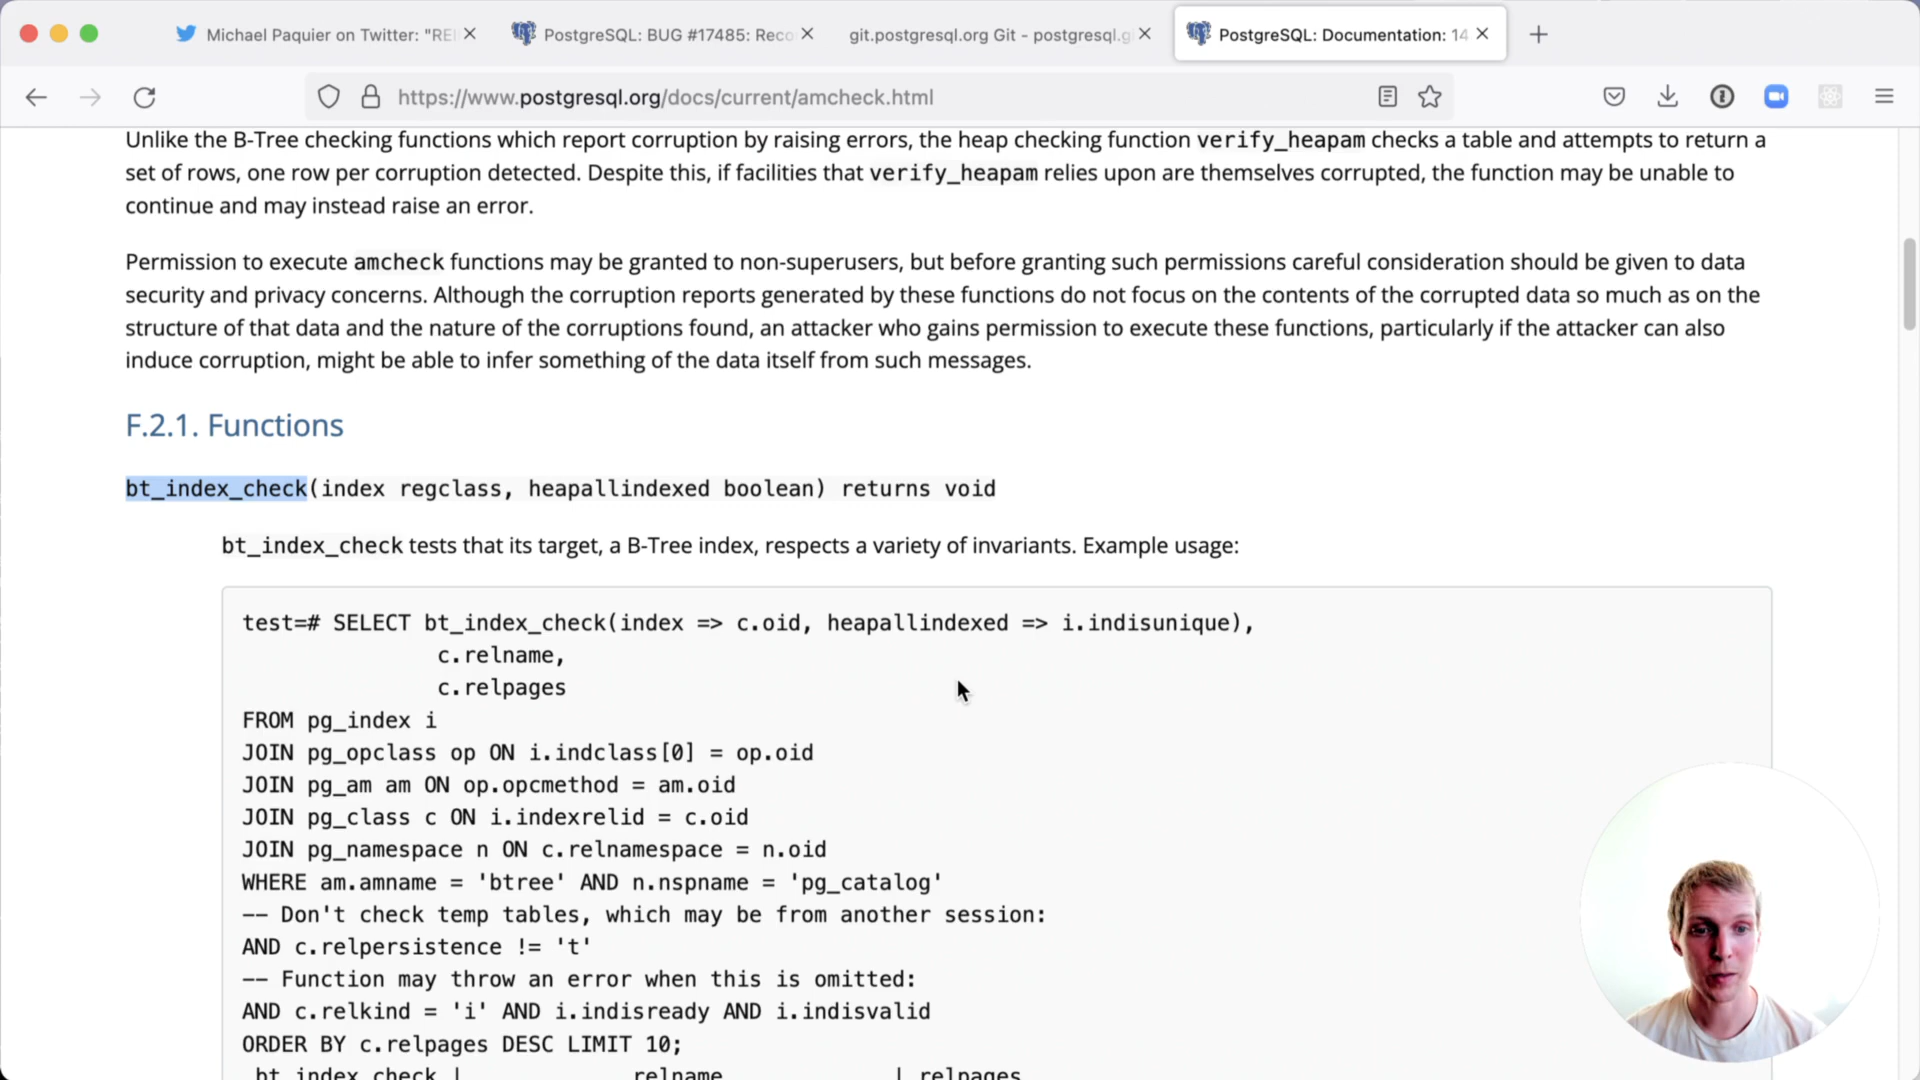 Michael Paquier on Twitter: "REI
PostgreSQL: BUG #17485: Reco
git.postgresql.org Git - postgresql.g
PostgreSQL: Documentation: 14
https://www.postgresql.org/docs/current/amcheck.html
Unlike the B-Tree checking functions which report corruption by raising errors, the heap checking function verify_heapam checks a table and attempts to return a
set of rows, one row per corruption detected. Despite this, if facilities that verify_heapam relies upon are themselves corrupted, the function may be unable to
continue and may instead raise an error.
Permission to execute amcheck functions may be granted to non-superusers, but before granting such permissions careful consideration should be given to data
security and privacy concerns. Although the corruption reports generated by these functions do not focus on the contents of the corrupted data so much as on the
structure of that data and the nature of the corruptions found, an attacker who gains permission to execute these functions, particularly if the attacker can also
induce corruption, might be able to infer something of the data itself from such messages.
F.2.1. Functions
bt_index_check(index regclass, heapallindexed boolean) returns void
bt_index_check tests that its target, a B-Tree index, respects a variety of invariants. Example usage:
test=# SELECT bt_index_check(index => c.oid, heapallindexed => i.indisunique),
c.relname,
c.relpages
FROM pg_index i
JOIN pg_opclass op ON i.indclass[0] = op.oid
JOIN pg_am am ON op.opcmethod = am.oid
JOIN pg_class c ON i.indexrelid = c.oid
JOIN pg_namespace n ON c.relnamespace = n.oid
WHERE am.amname = 'btree' AND n.nspname = 'pg_catalog'
-- Don't check temp tables, which may be from another session:
AND c.relpersistence != 't'
-- Function may throw an error when this is omitted:
AND c.relkind = 'i' AND i.indisready AND i.indisvalid
ORDER BY c.relpages DESC LIMIT 10;
bt_index_check | relname | relpages